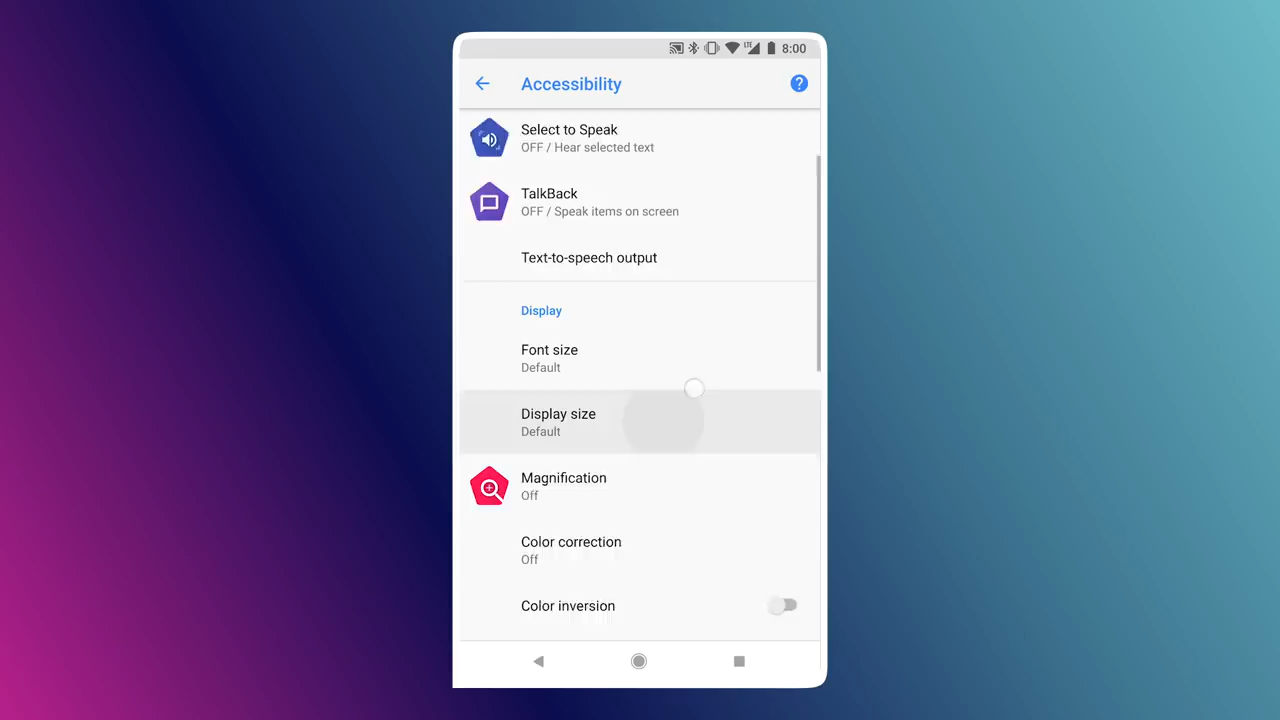 LTE 8:00
Accessibility ?
Select to Speak
OFF / Hear selected text
TalkBack
OFF / Speak items on screen
Text-to-speech output
Display
Font size
Default
Display size
Default
Magnification
Off
Color correction
Off
Color inversion